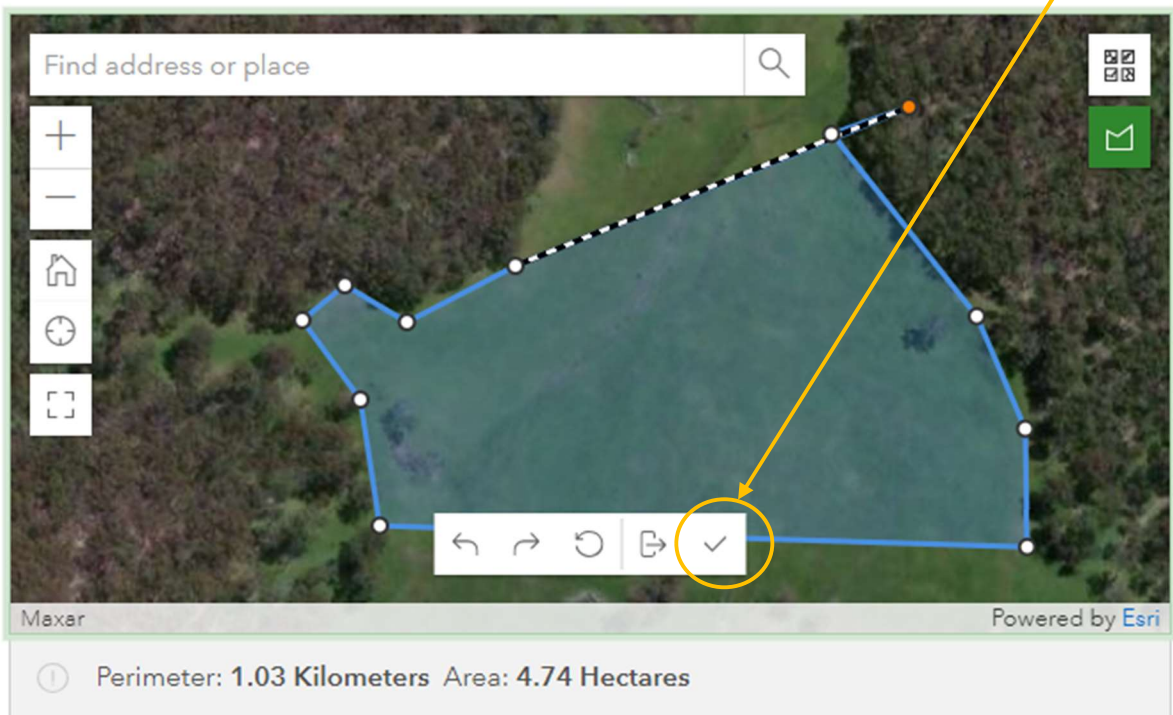 Find address or place
Maxar
Powered by Esri
Perimeter: 1.03 Kilometers Area: 4.74 Hectares